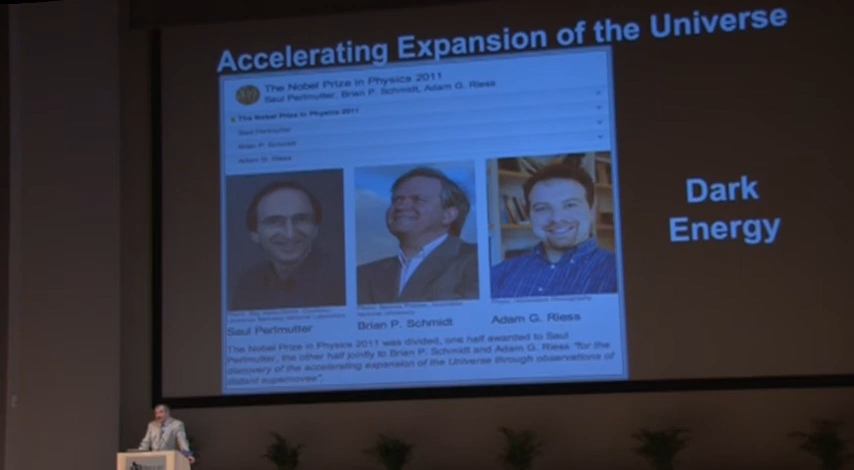 Accelerating Expansion of the Universe
The Nobel Prize in Physics 2011
Saul Perlmutter, Brian P. Schmidt, Adam G. Riess
The Nobel Prize in Physics 2011
Saul Perlmutter
Brian P. Schmidt
Adam G. Riess
Dark
Energy
Saul Perlmutter
Brian P. Schmidt
Adam G. Riess
The Nobel Prize in Physics 2011 was divided, one half awarded to Saul
Perlmutter, the other half jointly to Brian P. Schmidt and Adam G. Riess "for the
discovery of the accelerating expansion of the Universe through observations of
distant supernovae".